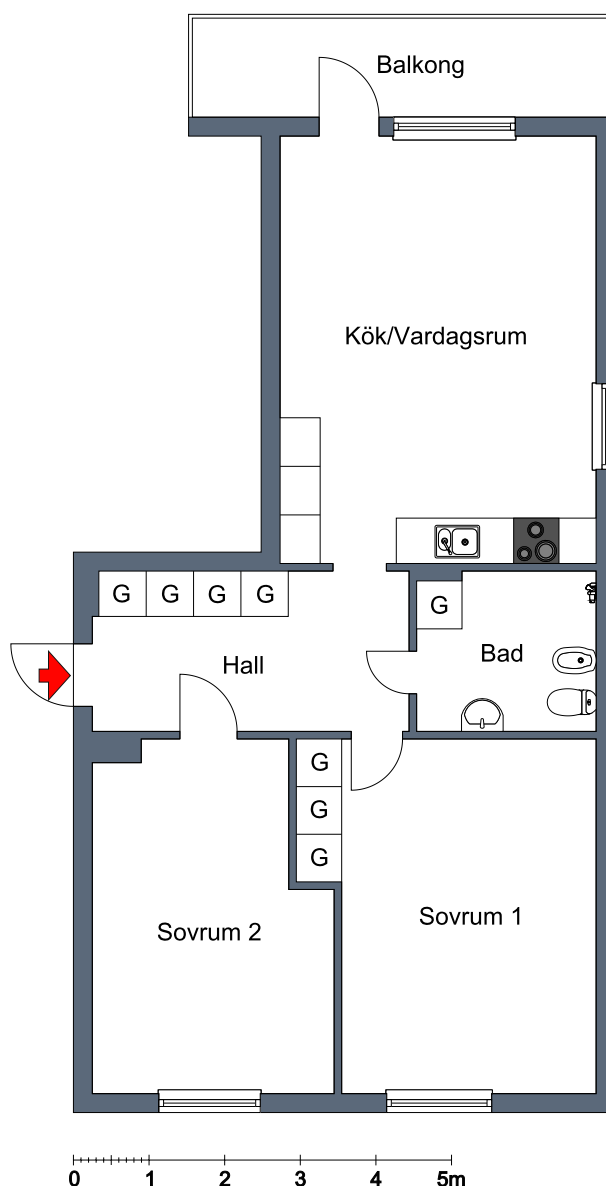 Balkong
Kök/Vardagsrum
G G G G
G
Hall
Bad
G
G
G
Sovrum 1
Sovrum 2
0 1 2 3 4 5m